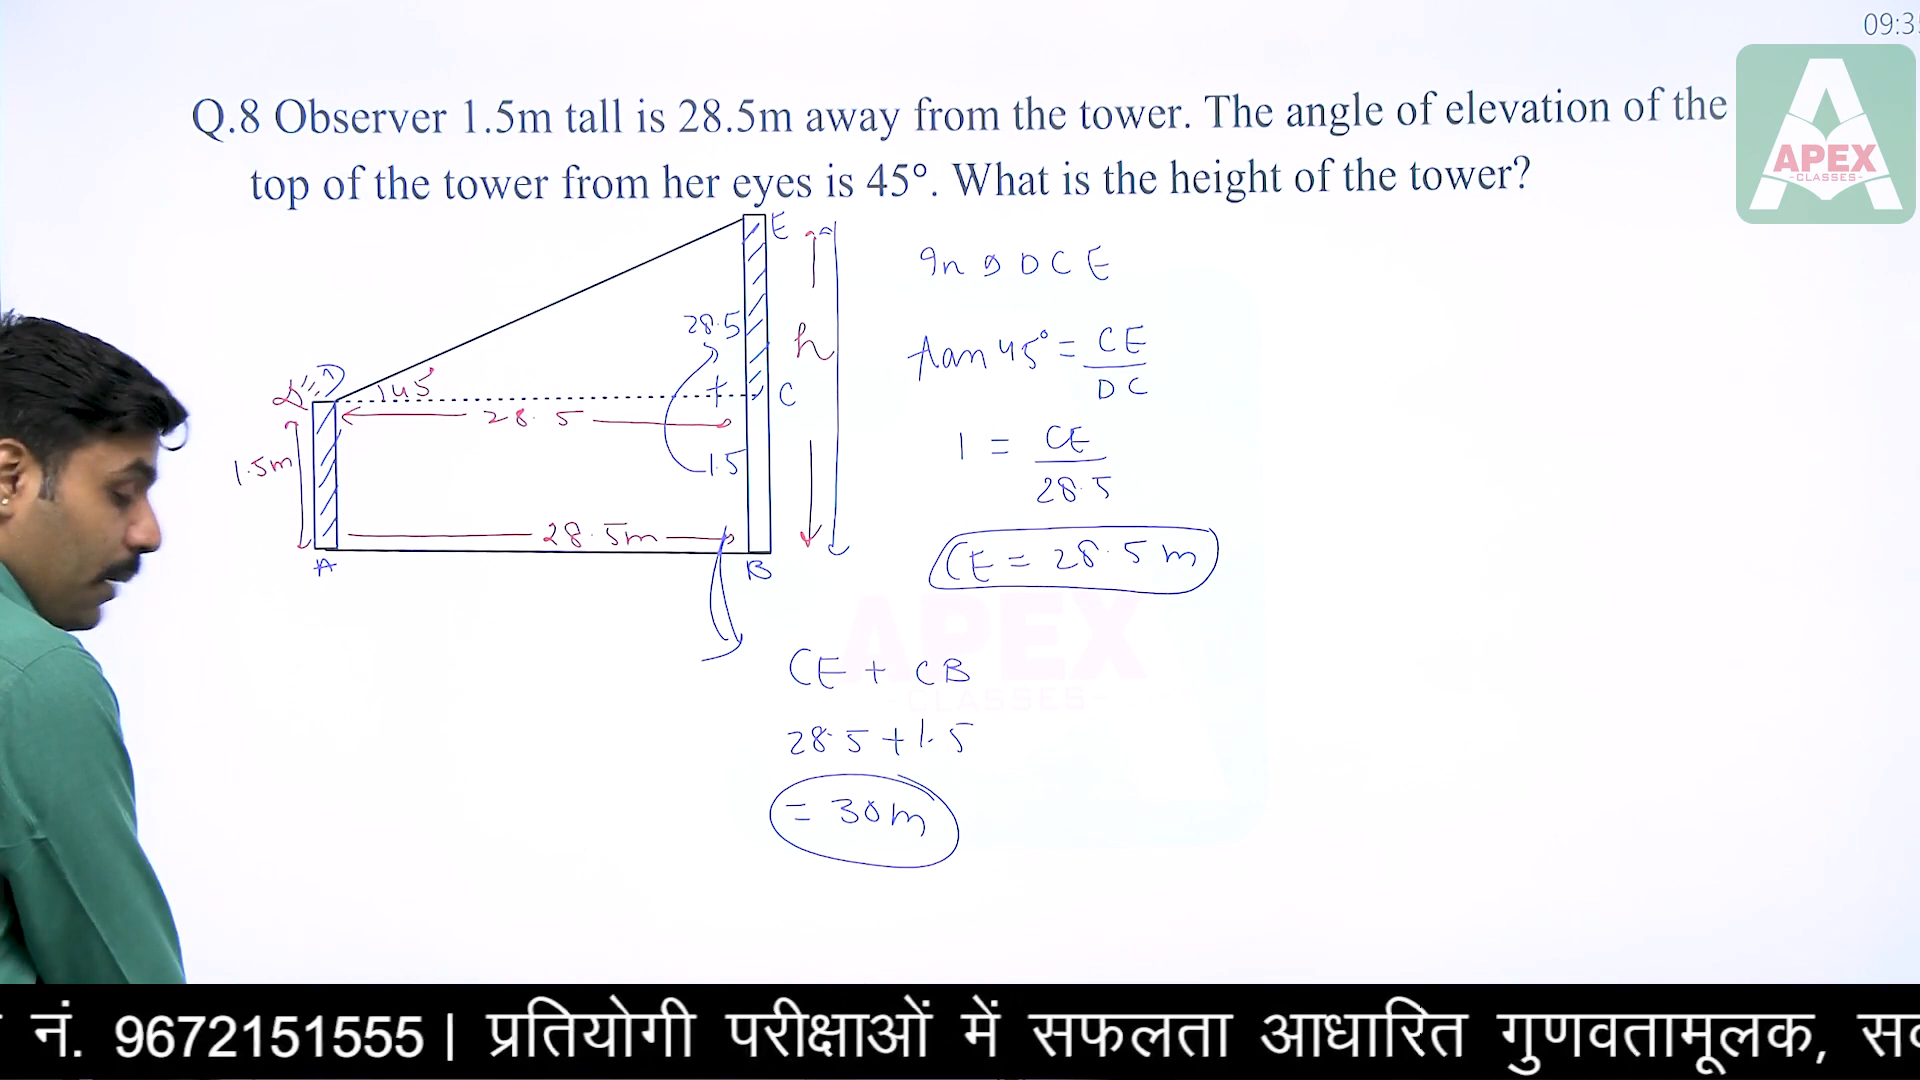 09:3
Q.8 Observer 1.5m tall is 28.5m away from the tower. The angle of elevation of the
top of the tower from her eyes is 45°. What is the height of the tower?
APEX
-CLASSES-
E
In Δ DCE
28.5
h
tan 45° = CE
DC
D
45
+
C
28.5
1 = CE
28.5
1.5m
1.5
28.5m
CE = 28.5 m
A
B
APEX
-CLASSES-
CE + CB
28.5 + 1.5
= 30m
नं. 9672151555 | प्रतियोगी परीक्षाओं में सफलता आधारित गुणवतामूलक,